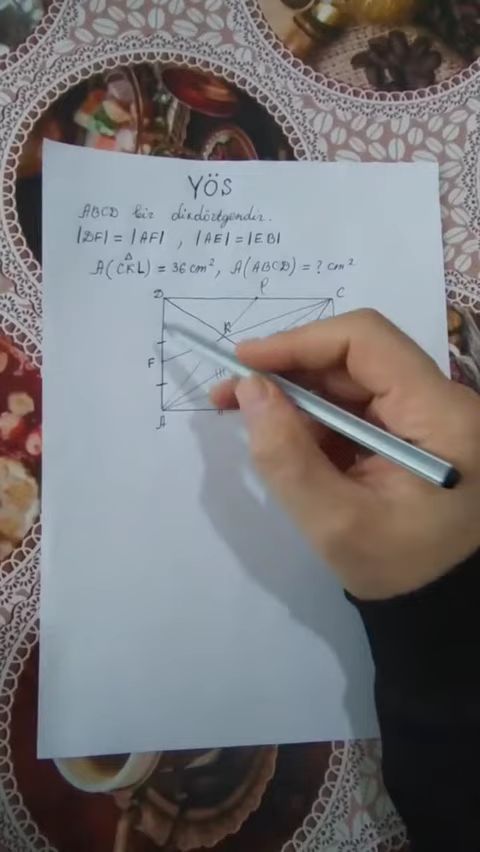 YÖS
ABCD bir dikdörtgendir.
|DF| = |AF| , |AE| = |EB|
A(CKL) = 36 cm², A(ABCD) = ? cm²
D P C
K
F
H
A